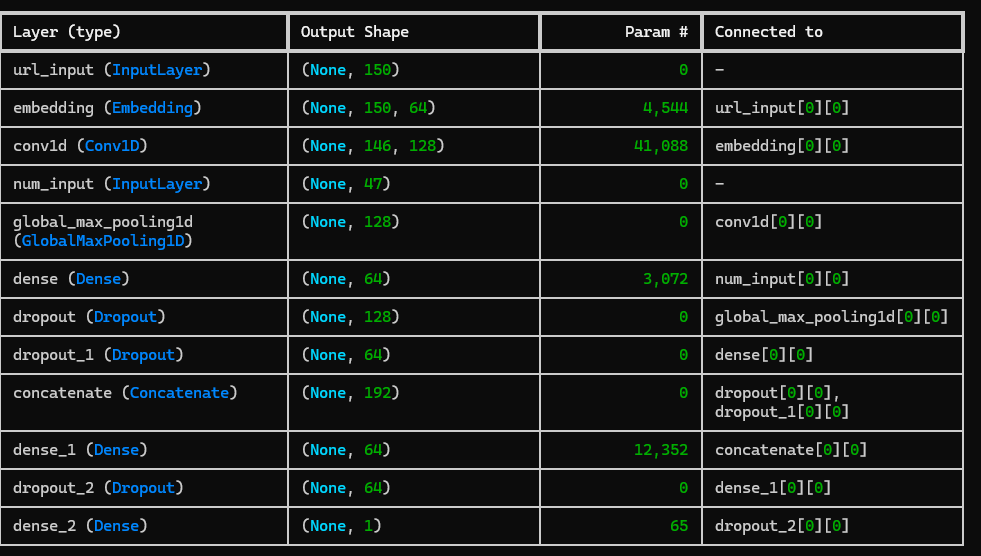 Layer (type) Output Shape Param # Connected to
url_input (InputLayer) (None, 150) 0 –
embedding (Embedding) (None, 150, 64) 4,544 url_input[0][0]
conv1d (Conv1D) (None, 146, 128) 41,088 embedding[0][0]
num_input (InputLayer) (None, 47) 0 –
global_max_pooling1d (None, 128) 0 conv1d[0][0]
(GlobalMaxPooling1D)
dense (Dense) (None, 64) 3,072 num_input[0][0]
dropout (Dropout) (None, 128) 0 global_max_pooling1d[0][0]
dropout_1 (Dropout) (None, 64) 0 dense[0][0]
concatenate (Concatenate) (None, 192) 0 dropout[0][0],
dropout_1[0][0]
dense_1 (Dense) (None, 64) 12,352 concatenate[0][0]
dropout_2 (Dropout) (None, 64) 0 dense_1[0][0]
dense_2 (Dense) (None, 1) 65 dropout_2[0][0]